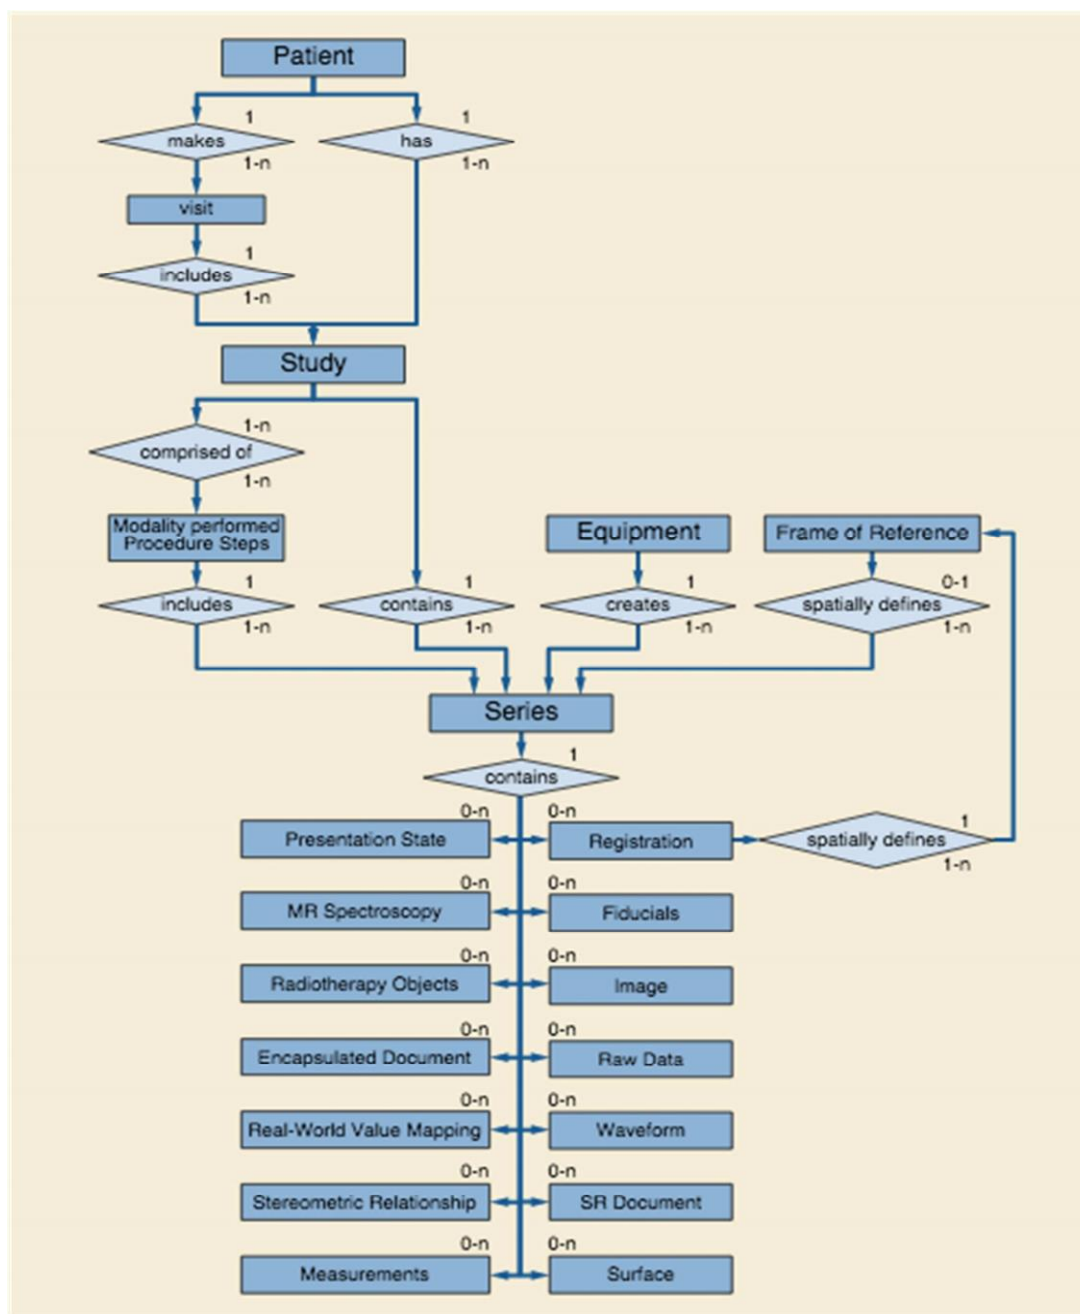 Patient
1
1
makes
has
1-n
1-n
visit
1
includes
1-n
Study
1-n
comprised of
1-n
Modality performed
Procedure Steps
Equipment
Frame of Reference
1
1
1
0-1
includes
contains
creates
spatially defines
1-n
1-n
1-n
1-n
Series
1
contains
0-n
0-n
Presentation State
Registration
1
spatially defines
1-n
0-n
0-n
MR Spectroscopy
Fiducials
0-n
0-n
Radiotherapy Objects
Image
0-n
0-n
Encapsulated Document
Raw Data
0-n
0-n
Real-World Value Mapping
Waveform
0-n
0-n
Stereometric Relationship
SR Document
0-n
0-n
Measurements
Surface